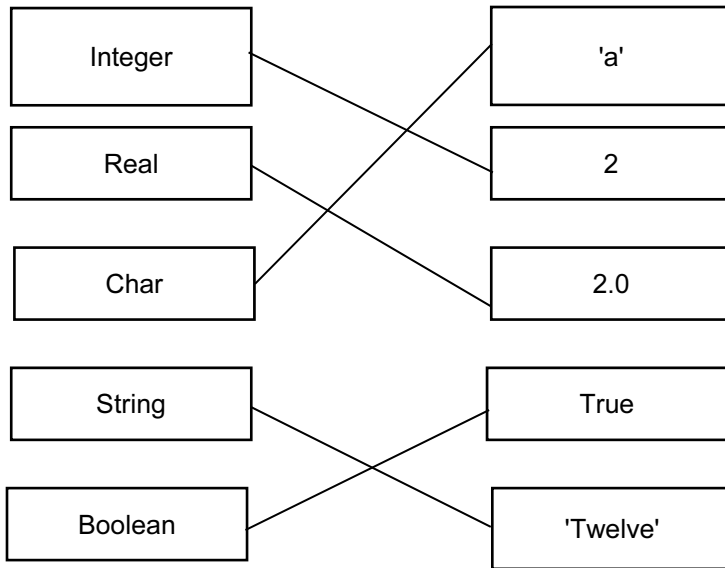 Integer
'a'
Real
2
Char
2.0
String
True
Boolean
'Twelve'